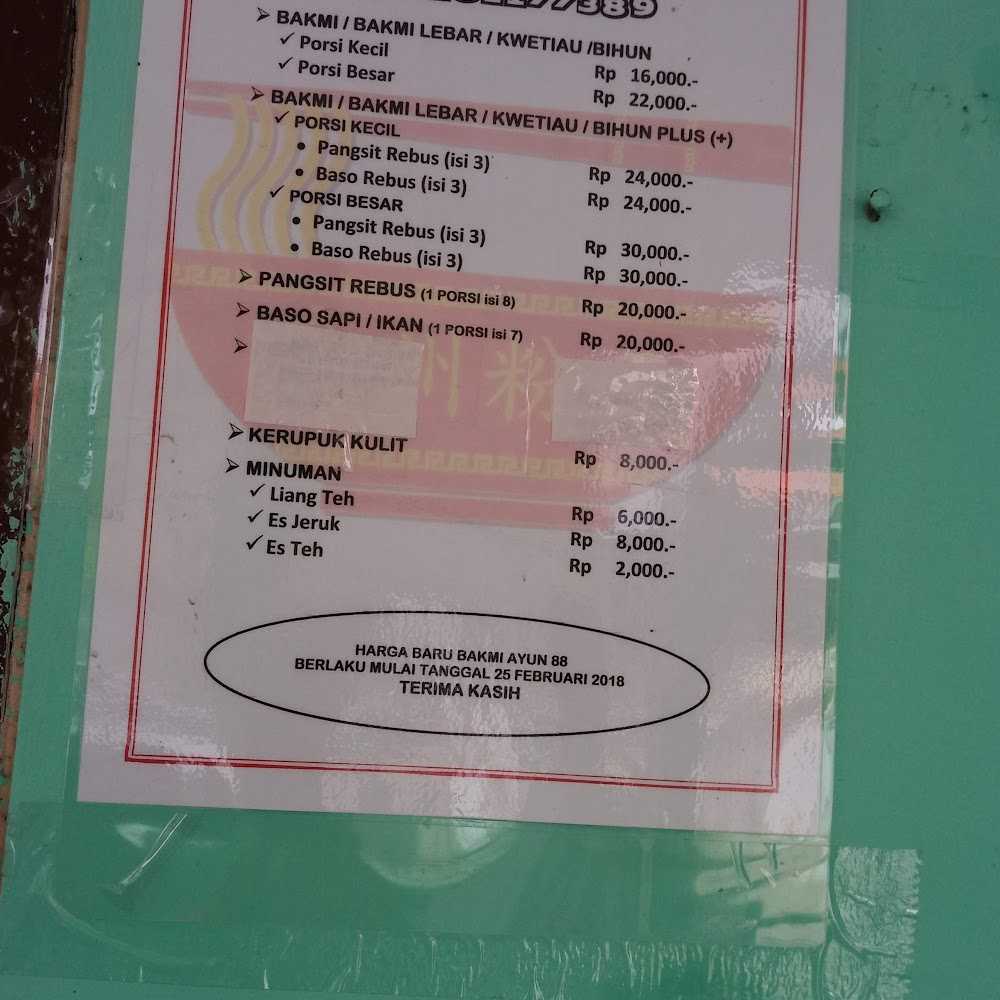 BAKMI / BAKMI LEBAR / KWETIAU /BIHUN
Porsi Kecil Rp 16,000.-
Porsi Besar Rp 22,000.-
BAKMI / BAKMI LEBAR / KWETIAU / BIHUN PLUS (+)
PORSI KECIL
Pangsit Rebus (isi 3) Rp 24,000.-
Baso Rebus (isi 3) Rp 24,000.-
PORSI BESAR
Pangsit Rebus (isi 3) Rp 30,000.-
Baso Rebus (isi 3) Rp 30,000.-
PANGSIT REBUS (1 PORSI isi 8) Rp 20,000.-
BASO SAPI / IKAN (1 PORSI isi 7) Rp 20,000.-
州 粉
KERUPUK KULIT Rp 8,000.-
MINUMAN
Liang Teh Rp 6,000.-
Es Jeruk Rp 8,000.-
Es Teh Rp 2,000.-
HARGA BARU BAKMI AYUN 88
BERLAKU MULAI TANGGAL 25 FEBRUARI 2018
TERIMA KASIH